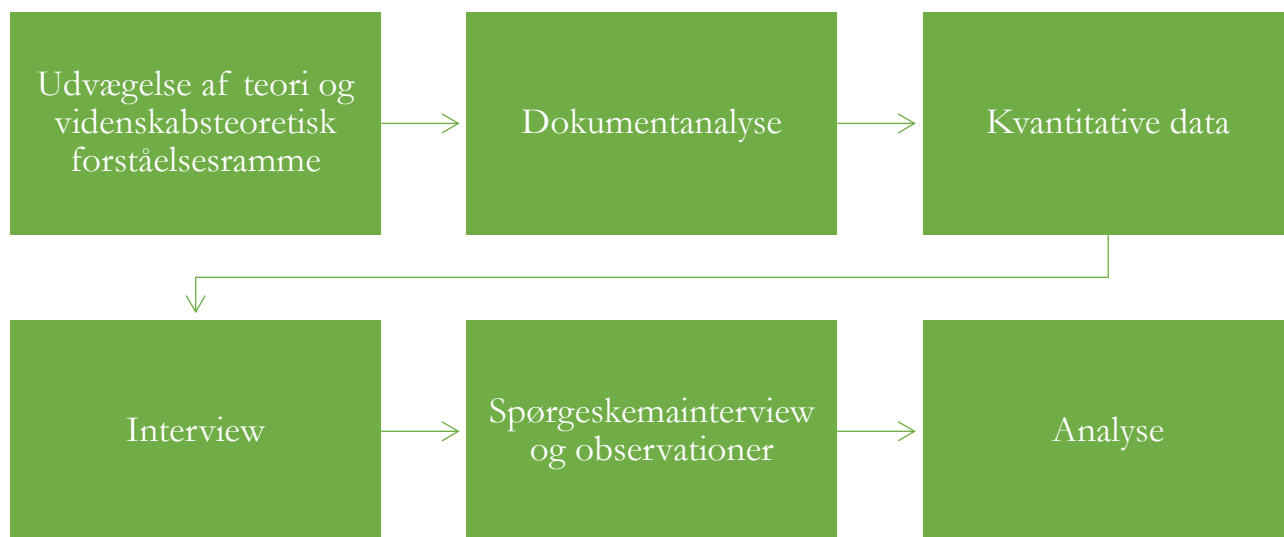 Udvægelse af teori og
videnskabsteoretisk
forståelsesramme
Dokumentanalyse
Kvantitative data
Interview
Spørgeskemainterview
og observationer
Analyse